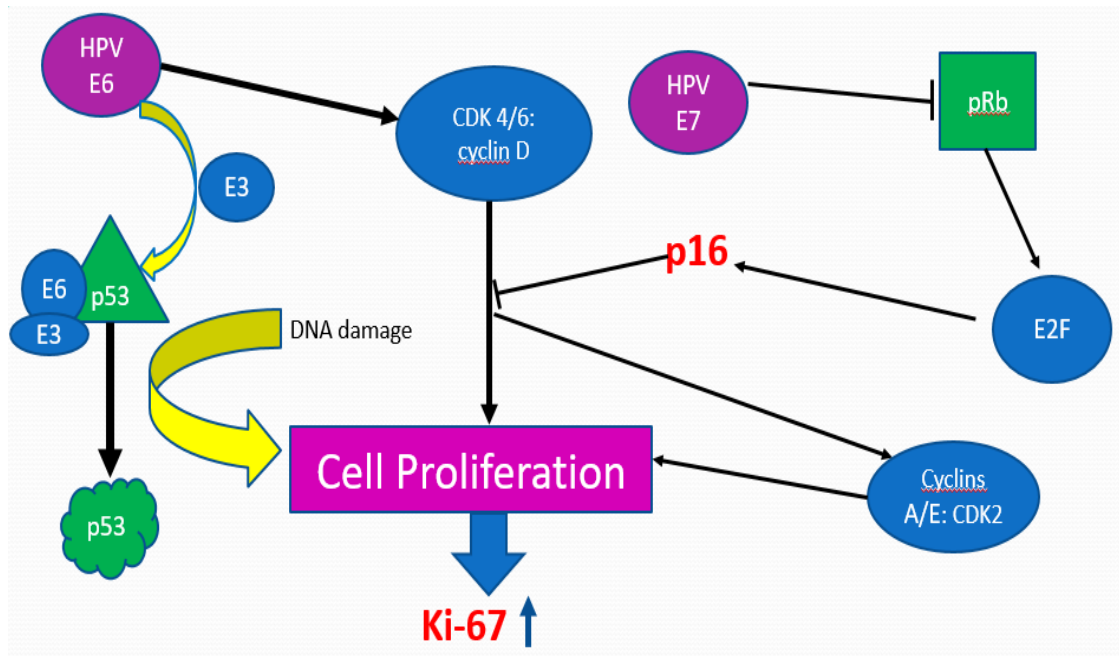 HPV
E6
CDK 4/6:
cyclin D
HPV
E7
pRb
E3
p16
E6
p53
E3
DNA damage
E2F
Cell Proliferation
Cyclins
A/E: CDK2
p53
Ki-67